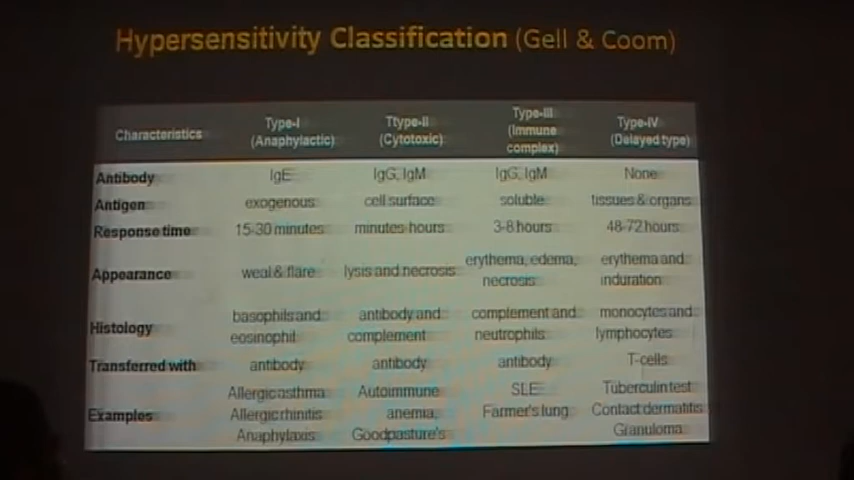 Hypersensitivity Classification (Gell & Coom)
Characteristics Type-I (Anaphylactic) Ttype-II (Cytotoxic) Type-III (Immune complex) Type-IV (Delayed type)
Antibody IgE IgG, IgM IgG, IgM None
Antigen exogenous cell surface soluble tissues & organs
Response time 15-30 minutes minutes-hours 3-8 hours 48-72 hours
Appearance weal & flare lysis and necrosis erythema, edema, necrosis erythema and induration
Histology basophils and eosinophil antibody and complement complement and neutrophils monocytes and lymphocytes
Transferred with antibody antibody antibody T-cells
Examples Allergic asthma Allergic rhinitis Anaphylaxis Autoimmune anemia, Goodpasture's SLE Farmer's lung Tuberculin test Contact dermatitis Granuloma